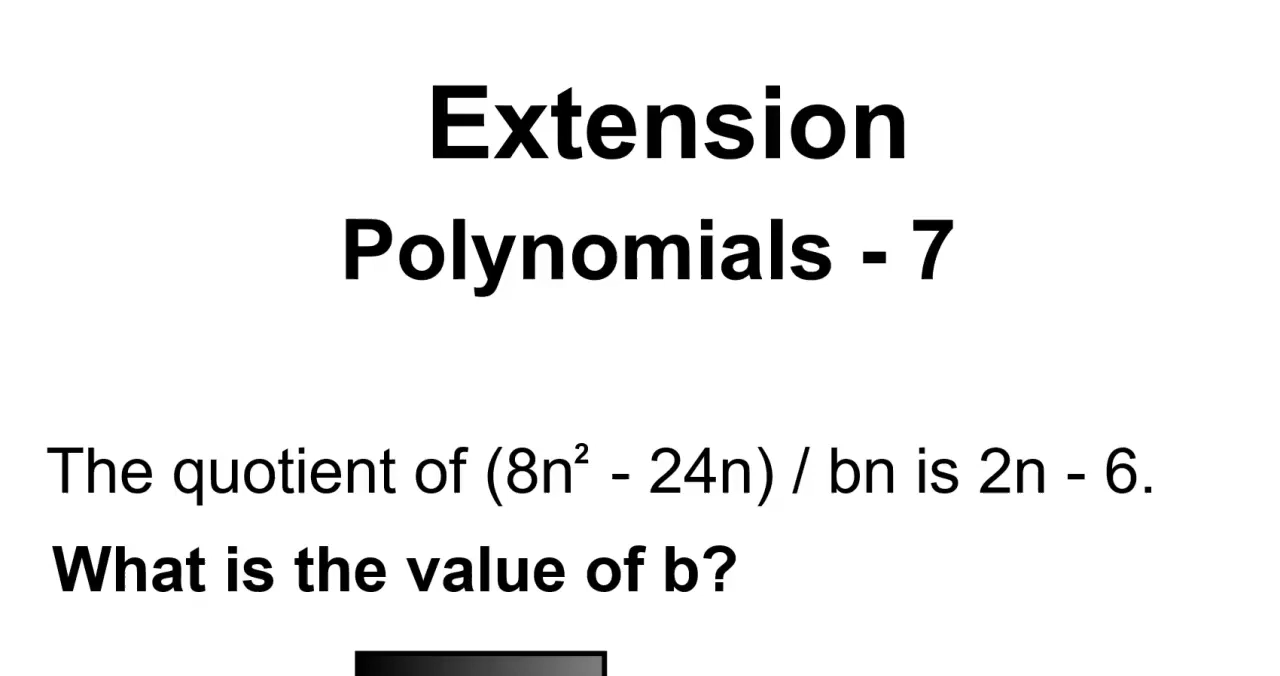 Extension
Polynomials - 7
The quotient of (8n² - 24n) / bn is 2n - 6.
What is the value of b?